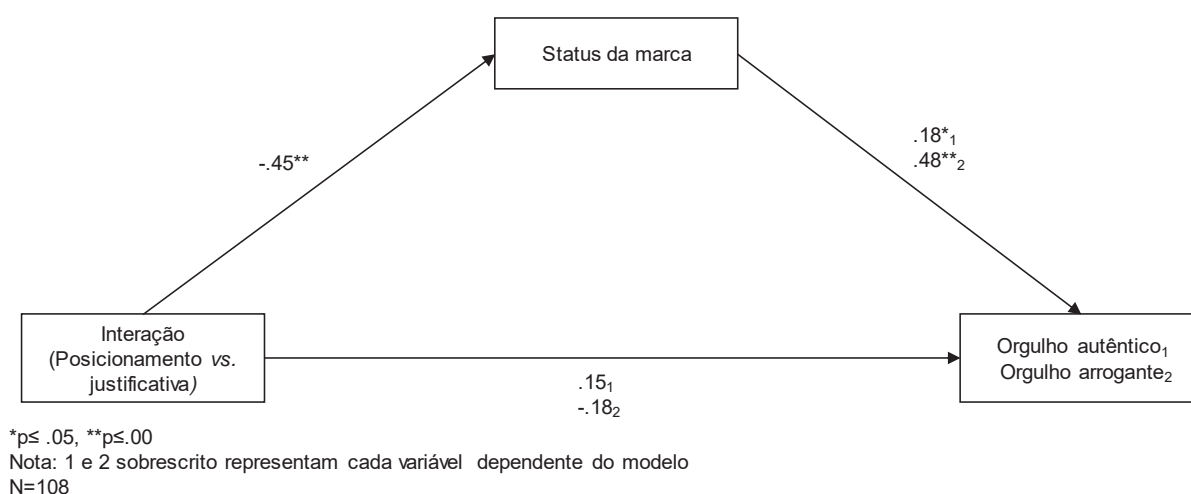 Status da marca
-.45**
.18*1
.48**2
Interação
(Posicionamento vs.
justificativa)
.151
-.182
Orgulho autêntico1
Orgulho arrogante2
*p≤ .05, **p≤.00
Nota: 1 e 2 sobrescrito representam cada variável dependente do modelo
N=108